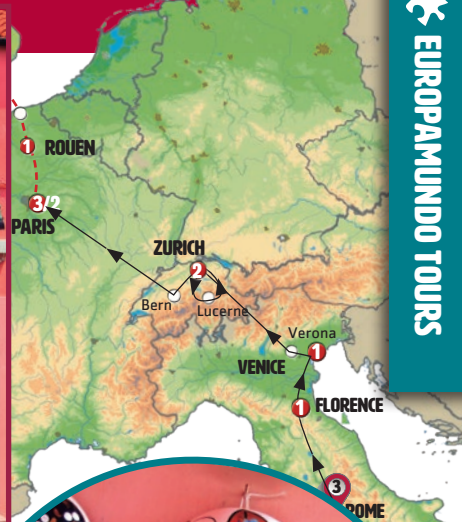 EUROPAMUNDO TOURS
1 ROUEN
3/2
PARIS
ZURICH
2
Bern
Lucerne
Verona
1
VENICE
1 FLORENCE
3
ROME